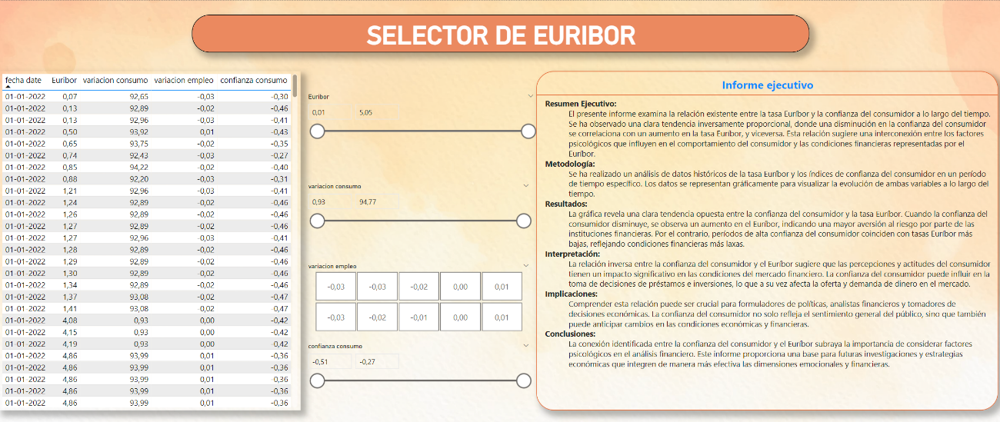 SELECTOR DE EURIBOR
fecha date Euribor variacion consumo variacion empleo confianza consumo
01-01-2022 0,07 92,65 -0,03 -0,30
01-01-2022 0,13 92,89 -0,02 -0,46
01-01-2022 0,13 92,96 -0,03 -0,41
01-01-2022 0,50 93,92 0,01 -0,43
01-01-2022 0,65 93,75 -0,02 -0,35
01-01-2022 0,74 92,43 -0,03 -0,27
01-01-2022 0,85 94,22 -0,02 -0,40
01-01-2022 0,88 92,20 -0,03 -0,31
01-01-2022 1,21 92,96 -0,03 -0,41
01-01-2022 1,24 92,89 -0,02 -0,46
01-01-2022 1,26 92,89 -0,02 -0,46
01-01-2022 1,27 92,89 -0,02 -0,46
01-01-2022 1,27 92,96 -0,03 -0,41
01-01-2022 1,28 92,89 -0,02 -0,46
01-01-2022 1,29 92,89 -0,02 -0,46
01-01-2022 1,30 92,89 -0,02 -0,46
01-01-2022 1,34 92,89 -0,02 -0,46
01-01-2022 1,37 93,08 -0,02 -0,47
01-01-2022 1,41 93,08 -0,02 -0,47
01-01-2022 4,08 0,93 0,00 -0,42
01-01-2022 4,15 0,93 0,00 -0,42
01-01-2022 4,19 0,93 0,00 -0,42
01-01-2022 4,86 93,99 0,01 -0,36
01-01-2022 4,86 93,99 0,01 -0,36
01-01-2022 4,86 93,99 0,01 -0,36
01-01-2022 4,86 93,99 0,01 -0,36
01-01-2022 4,86 93,99 0,01 -0,36
Euribor
0,01 5,05
variacion consumo
0,93 94,77
variacion empleo
-0,03 -0,03 -0,02 0,00 0,01
-0,03 -0,02 -0,01 0,00 0,01
confianza consumo
-0,51 -0,27
Informe ejecutivo
Resumen Ejecutivo:
El presente informe examina la relación existente entre la tasa Euríbor y la confianza del consumidor a lo largo del tiempo.
Se ha observado una clara tendencia inversamente proporcional, donde una disminución en la confianza del consumidor
se correlaciona con un aumento en la tasa Euríbor, y viceversa. Esta relación sugiere una interconexión entre los factores
psicológicos que influyen en el comportamiento del consumidor y las condiciones financieras representadas por el
Euríbor.
Metodología:
Se ha realizado un análisis de datos históricos de la tasa Euríbor y los índices de confianza del consumidor en un período
de tiempo específico. Los datos se representan gráficamente para visualizar la evolución de ambas variables a lo largo del
tiempo.
Resultados:
La gráfica revela una clara tendencia opuesta entre la confianza del consumidor y la tasa Euríbor. Cuando la confianza del
consumidor disminuye, se observa un aumento en el Euríbor, indicando una mayor aversión al riesgo por parte de las
instituciones financieras. Por el contrario, períodos de alta confianza del consumidor coinciden con tasas Euríbor más
bajas, reflejando condiciones financieras más laxas.
Interpretación:
La relación inversa entre la confianza del consumidor y el Euríbor sugiere que las percepciones y actitudes del consumidor
tienen un impacto significativo en las condiciones del mercado financiero. La confianza del consumidor puede influir en la
toma de decisiones de préstamos e inversiones, lo que a su vez afecta la oferta y demanda de dinero en el mercado.
Implicaciones:
Comprender esta relación puede ser crucial para formuladores de políticas, analistas financieros y tomadores de
decisiones económicas. La confianza del consumidor no solo refleja el sentimiento general del público, sino que también
puede anticipar cambios en las condiciones económicas y financieras.
Conclusiones:
La conexión identificada entre la confianza del consumidor y el Euríbor subraya la importancia de considerar factores
psicológicos en el análisis financiero. Este informe proporciona una base para futuras investigaciones y estrategias
económicas que integren de manera más efectiva las dimensiones emocionales y financieras.